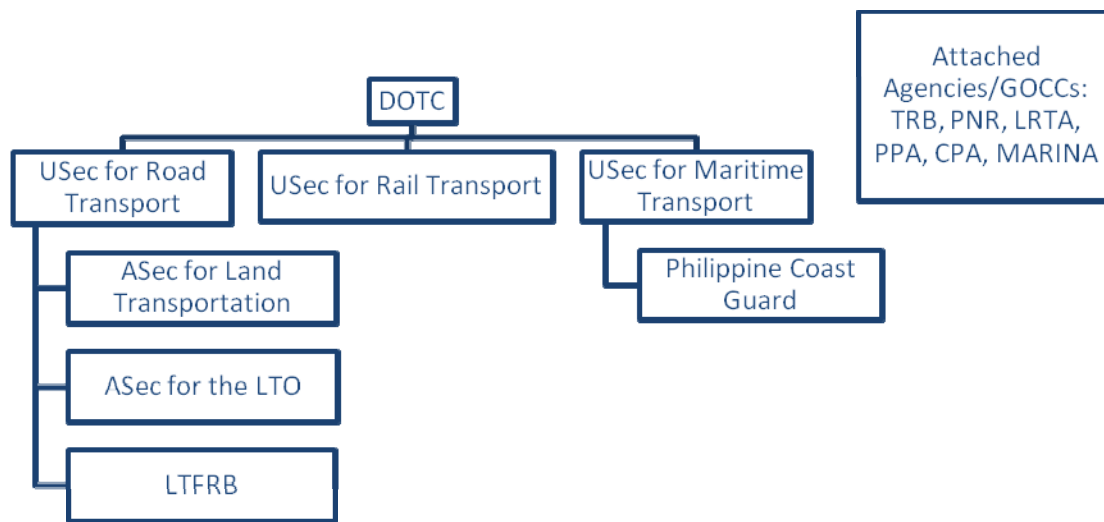 DOTC
Attached
Agencies/GOCCs:
TRB, PNR, LRTA,
PPA, CPA, MARINA
USec for Road
Transport
USec for Rail Transport
USec for Maritime
Transport
ASec for Land
Transportation
Philippine Coast
Guard
ASec for the LTO
LTFRB